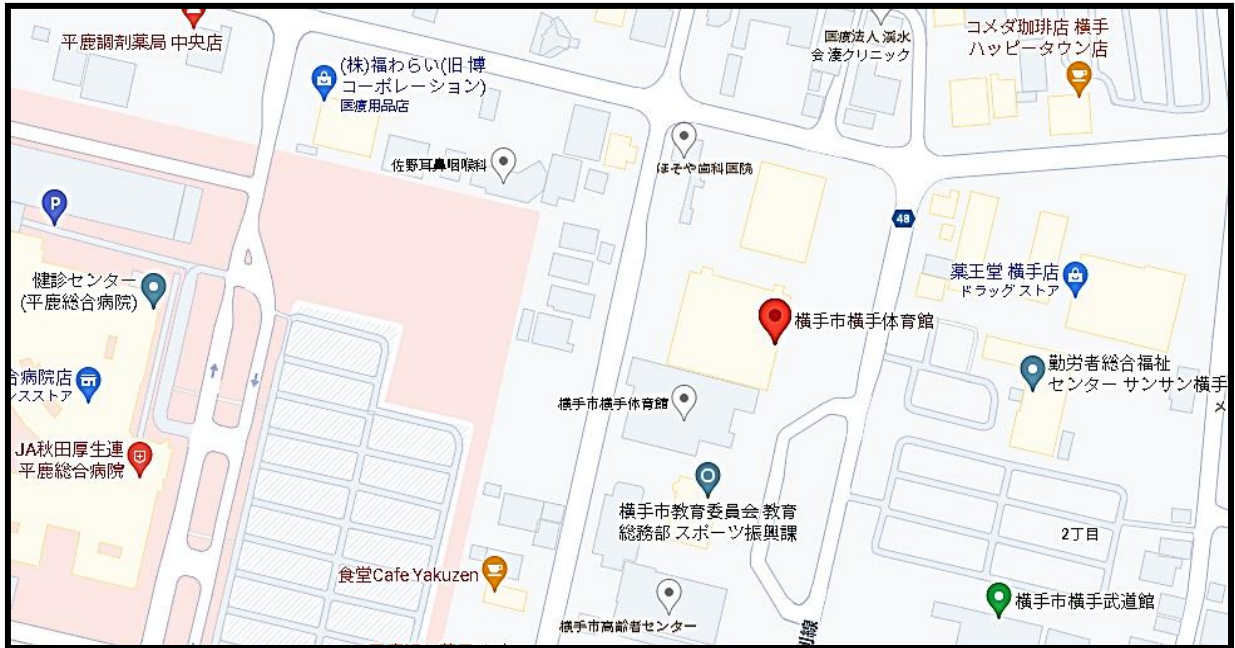 平鹿調剤薬局 中央店
(株)福わらい(旧 博
コーポレーション)
医療用品店
医療法人 渓水
会 湊クリニック
コメダ珈琲店 横手
ハッピータウン店
佐野耳鼻咽喉科
ほそや歯科医院
P
48
健診センター
(平鹿総合病院)
薬王堂 横手店
ドラッグストア
横手市横手体育館
勤労者総合福祉
センター サンサン横手
合病院店
ンスストア
横手市横手体育館
JA秋田厚生連
平鹿総合病院
横手市教育委員会 教育
総務部 スポーツ振興課
2丁目
食堂Cafe Yakuzen
横手市横手武道館
横手市高齢者センター